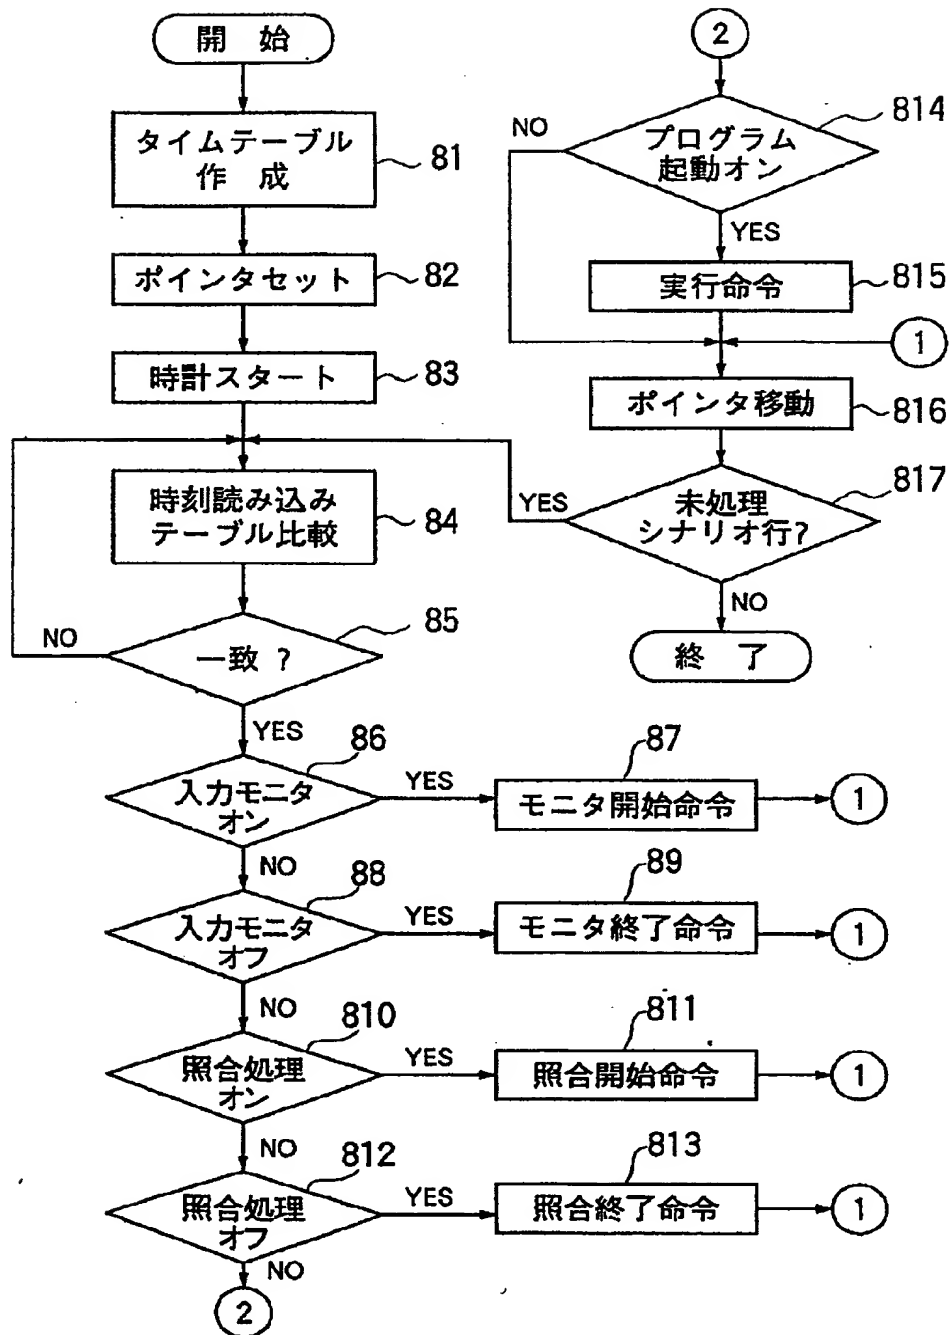 開 始
タイムテーブル
作 成
81
ポインタセット
82
時計スタート
83
時刻読み込み
テーブル比較
84
一致 ?
85
NO
YES
入力モニタ
オン
86
YES
モニタ開始命令
87
1
NO
入力モニタ
オフ
88
YES
モニタ終了命令
89
1
NO
照合処理
オン
810
YES
照合開始命令
811
1
NO
照合処理
オフ
812
YES
照合終了命令
813
1
NO
2
2
プログラム
起動オン
814
NO
YES
実行命令
815
1
ポインタ移動
816
未処理
シナリオ行?
817
YES
NO
終 了